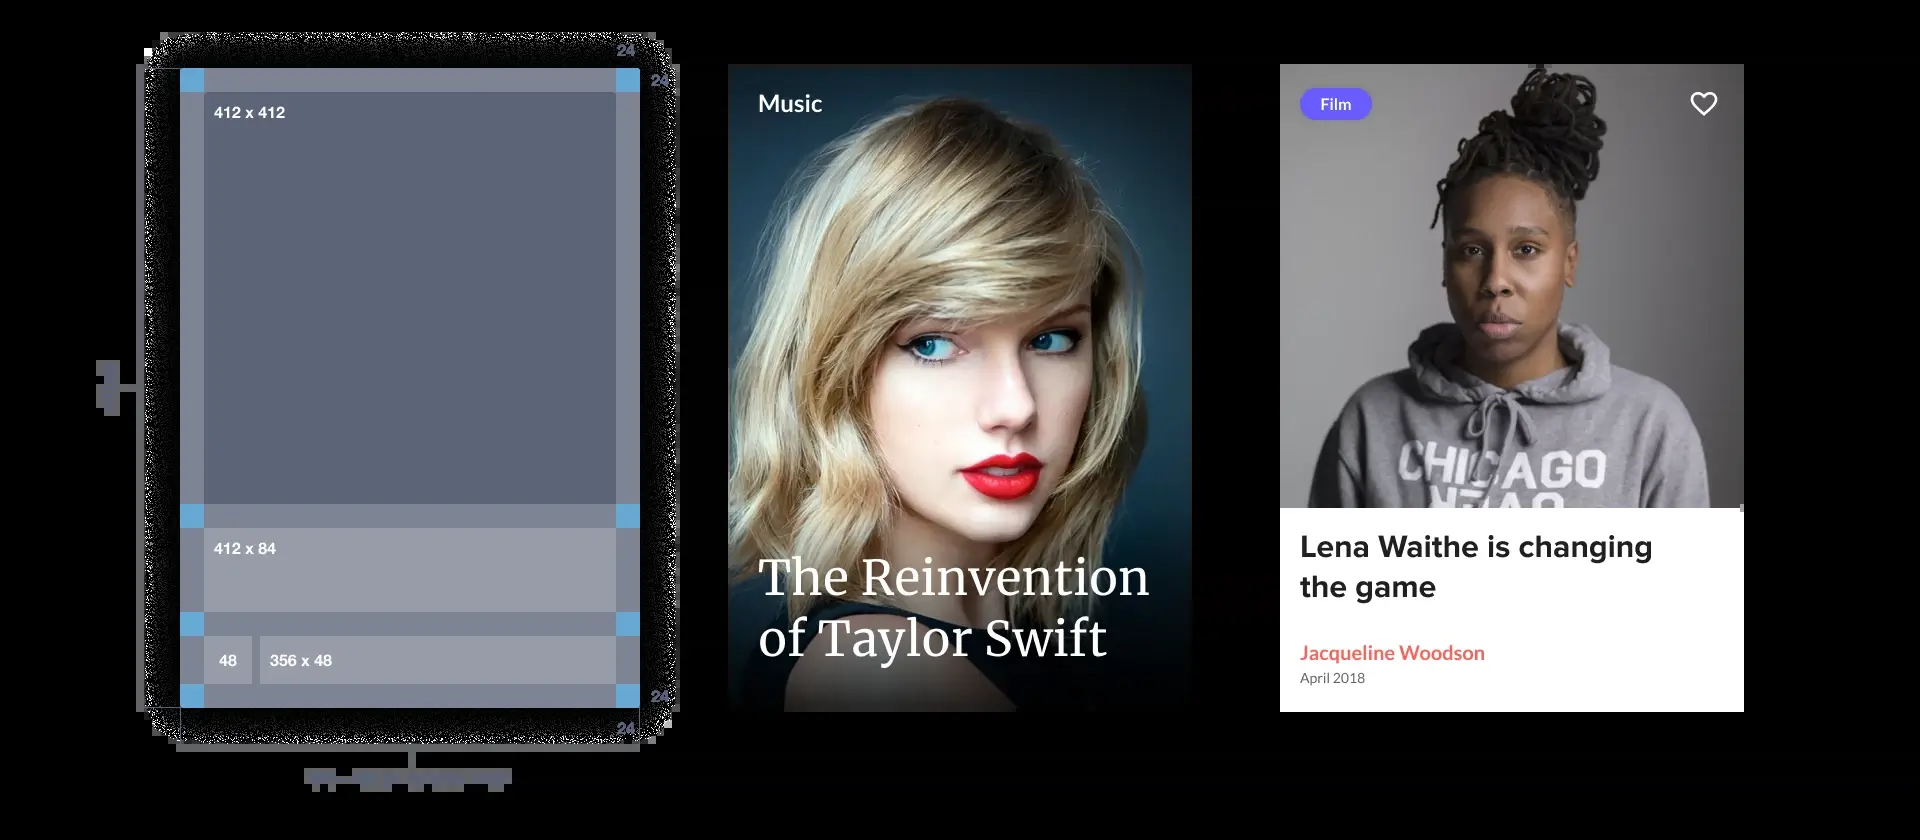 24
24
412 x 412
412 x 84
48
356 x 48
24
24
Music
The Reinvention
of Taylor Swift
Film
CHICAGO
Lena Waithe is changing
the game
Jacqueline Woodson
April 2018